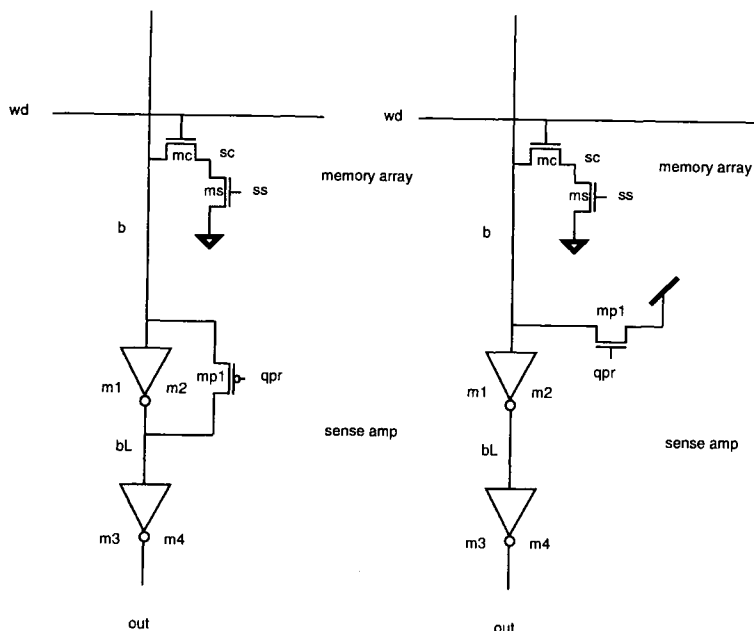 wd
mc
sc
ms
ss
memory array
b
mp1
qpr
m1
m2
sense amp
bL
m3
m4
out
wd
mc
sc
ms
ss
memory array
b
mp1
qpr
m1
m2
bL
sense amp
m3
m4
out